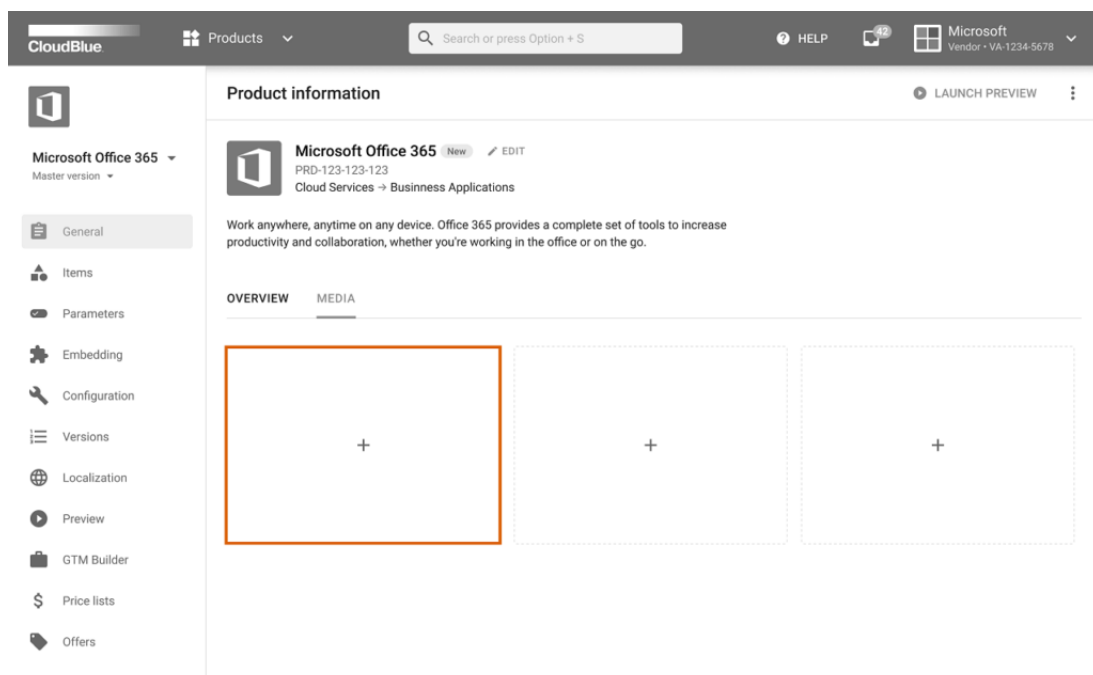 CloudBlue
Products
Search or press Option + S
HELP
42
Microsoft
Vendor • VA-1234-5678
Microsoft Office 365
Master version
General
Items
Parameters
Embedding
Configuration
Versions
Localization
Preview
GTM Builder
Price lists
Offers
Product information
LAUNCH PREVIEW
Microsoft Office 365 New EDIT
PRD-123-123-123
Cloud Services → Businness Applications
Work anywhere, anytime on any device. Office 365 provides a complete set of tools to increase
productivity and collaboration, whether you're working in the office or on the go.
OVERVIEW MEDIA
+ + +